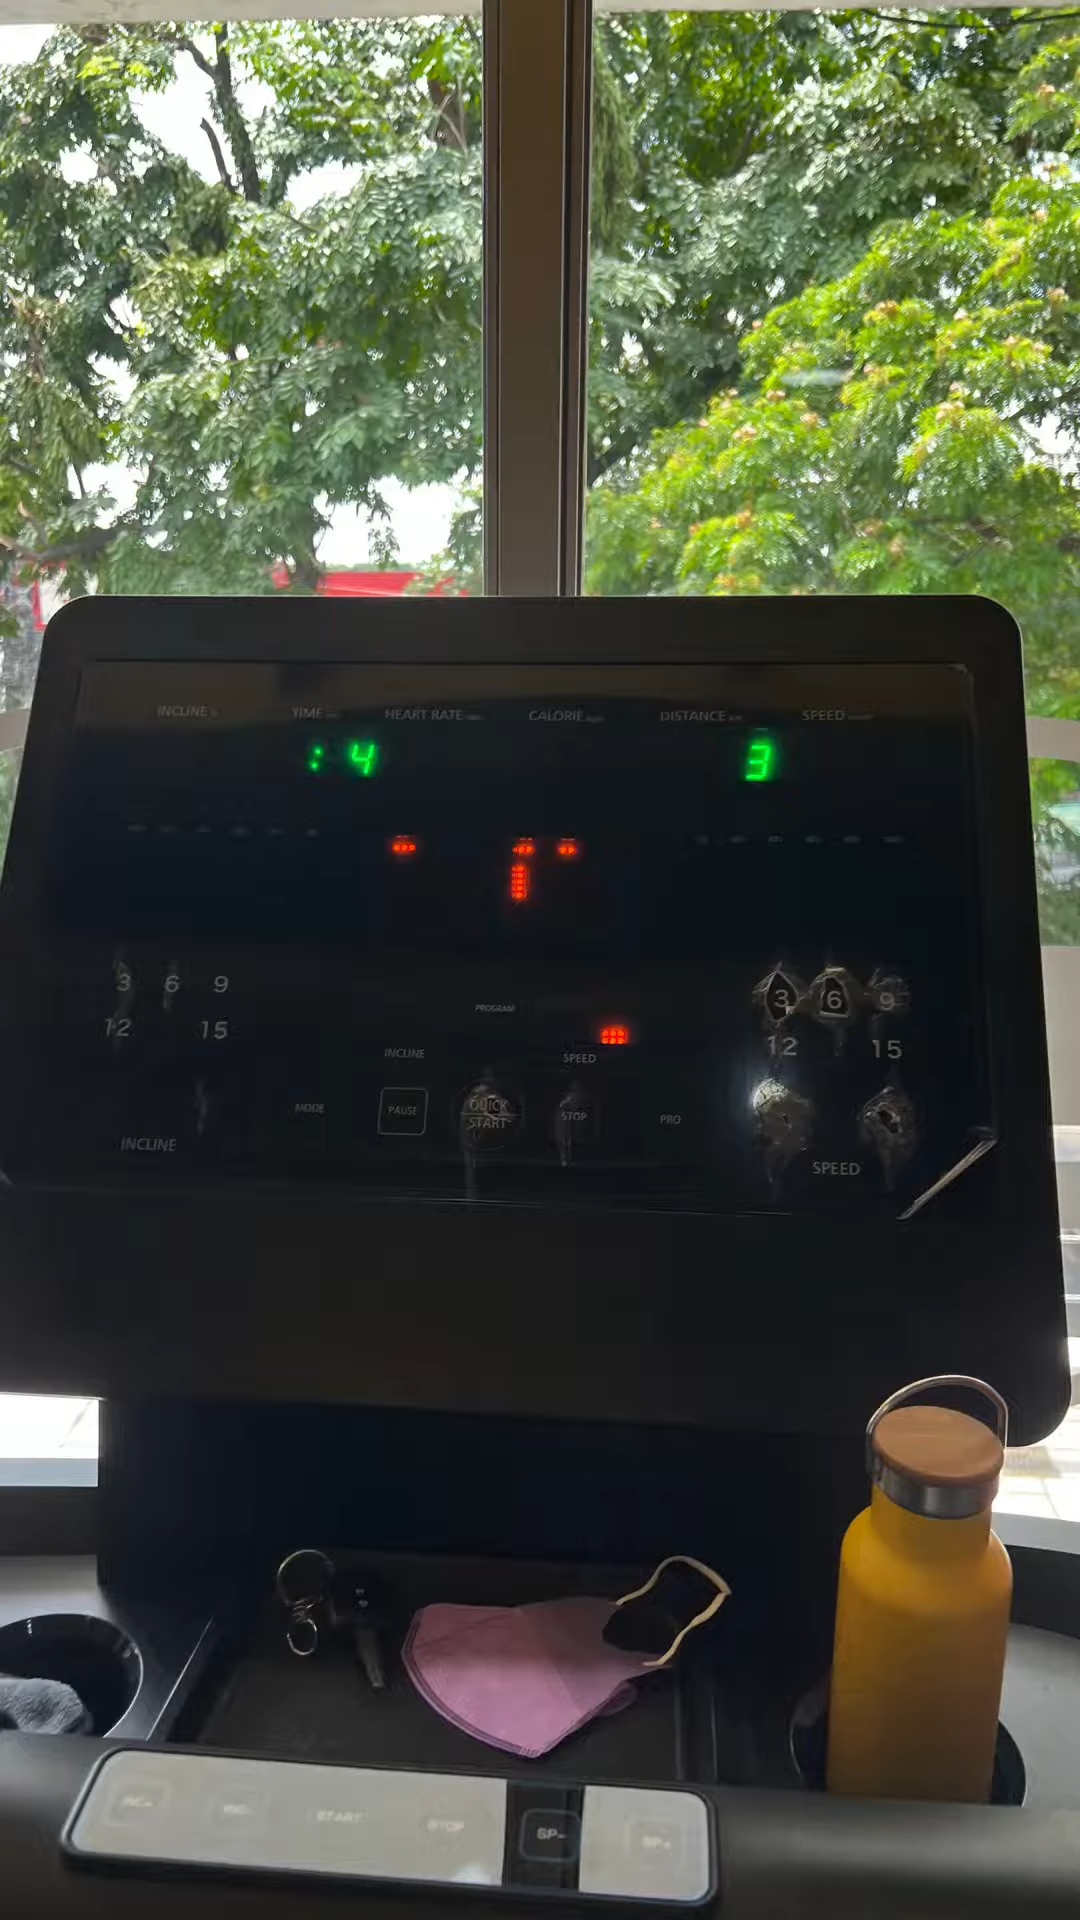 INCLINE TIME HEART RATE CALORIE DISTANCE SPEED
: 4 3
3 6 9
12 15
3 6 9
12 15
PROGRAM
INCLINE SPEED
MODE PAUSE QUICK START STOP PRO
INCLINE SPEED
START STOP SP- SP+